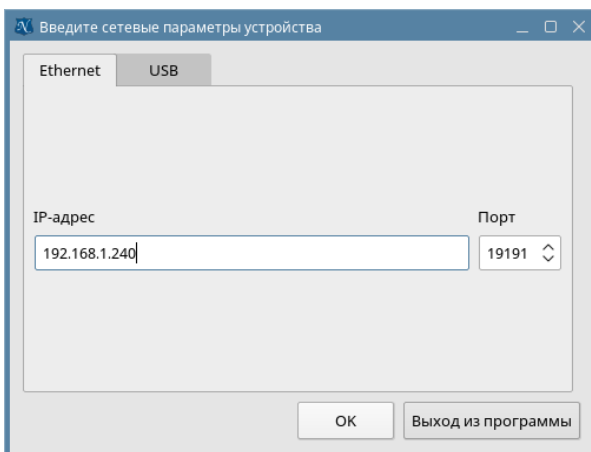 Введите сетевые параметры устройства
Ethernet USB
IP-адрес Порт
192.168.1.240 19191
OK Выход из программы